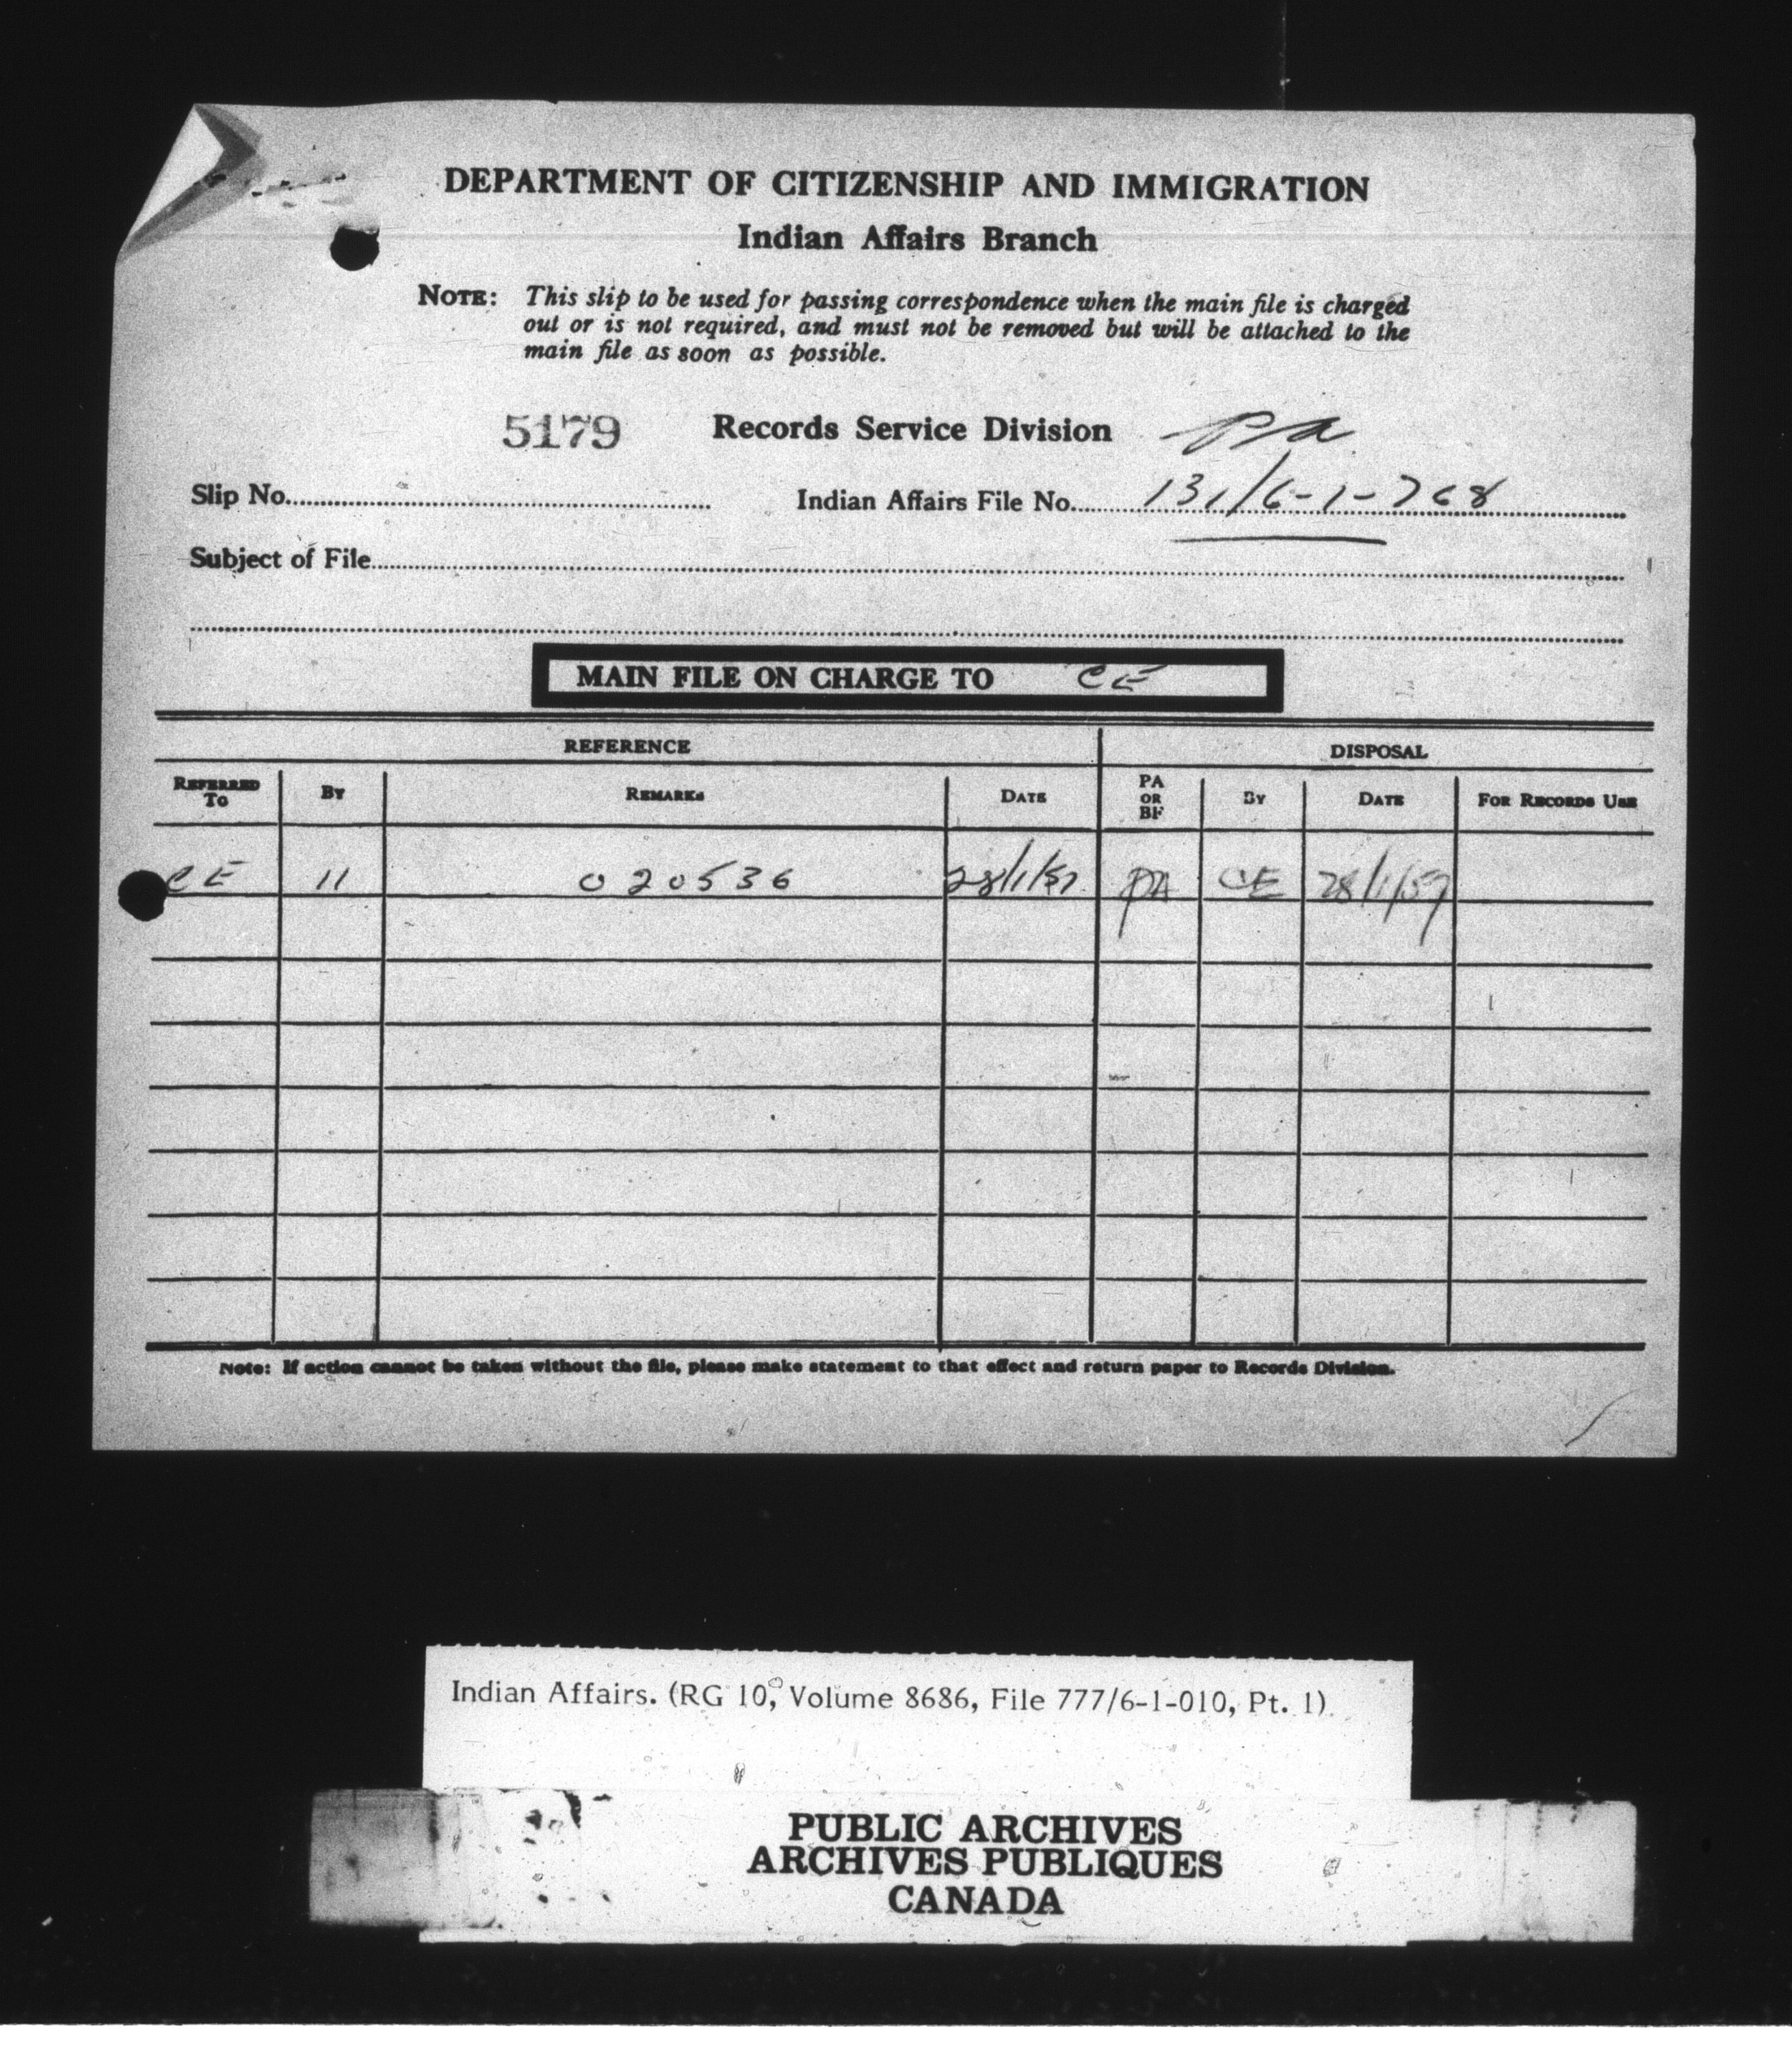 DEPARTMENT OF CITIZENSHIP AND IMMIGRATION
Indian Affairs Branch
NOTE: This slip to be used for passing correspondence when the main file is charged
out or is not required, and must not be removed but will be attached to the
main file as soon as possible.
5179 Records Service Division Pa
Slip No. Indian Affairs File No. 131/6-1-768
Subject of File
MAIN FILE ON CHARGE TO CE
REFERENCE DISPOSAL
REFERRED TO BY REMARKS DATE PA OR BF BY DATE FOR RECORDS USE
CE 11 020536 28/1/57 PA CE 28/1/57
Note: If action cannot be taken without the file, please make statement to that effect and return paper to Records Division.
Indian Affairs. (RG 10, Volume 8686, File 777/6-1-010, Pt. 1)
PUBLIC ARCHIVES
ARCHIVES PUBLIQUES
CANADA